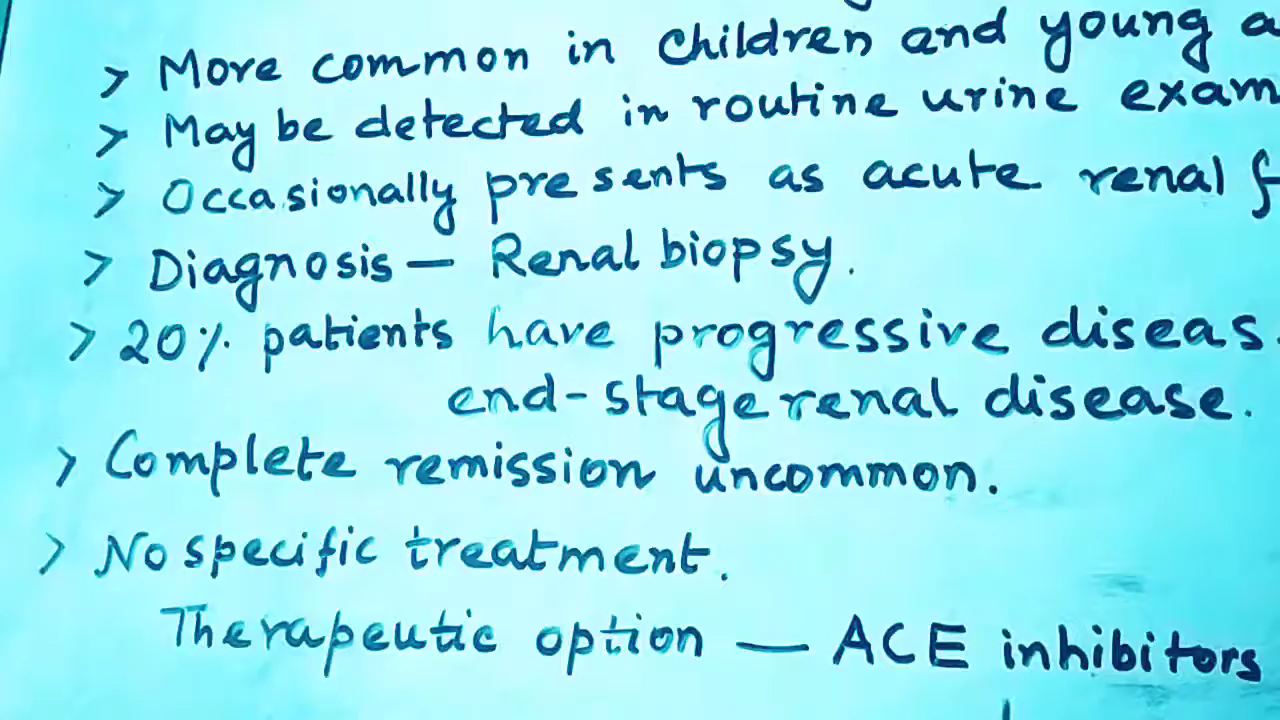 > More common in children and young a
> May be detected in routine urine exam
> Occasionally presents as acute renal f
> Diagnosis — Renal biopsy.
> 20% patients have progressive diseas
end-stage renal disease.
> Complete remission uncommon.
> No specific treatment.
Therapeutic option — ACE inhibitors